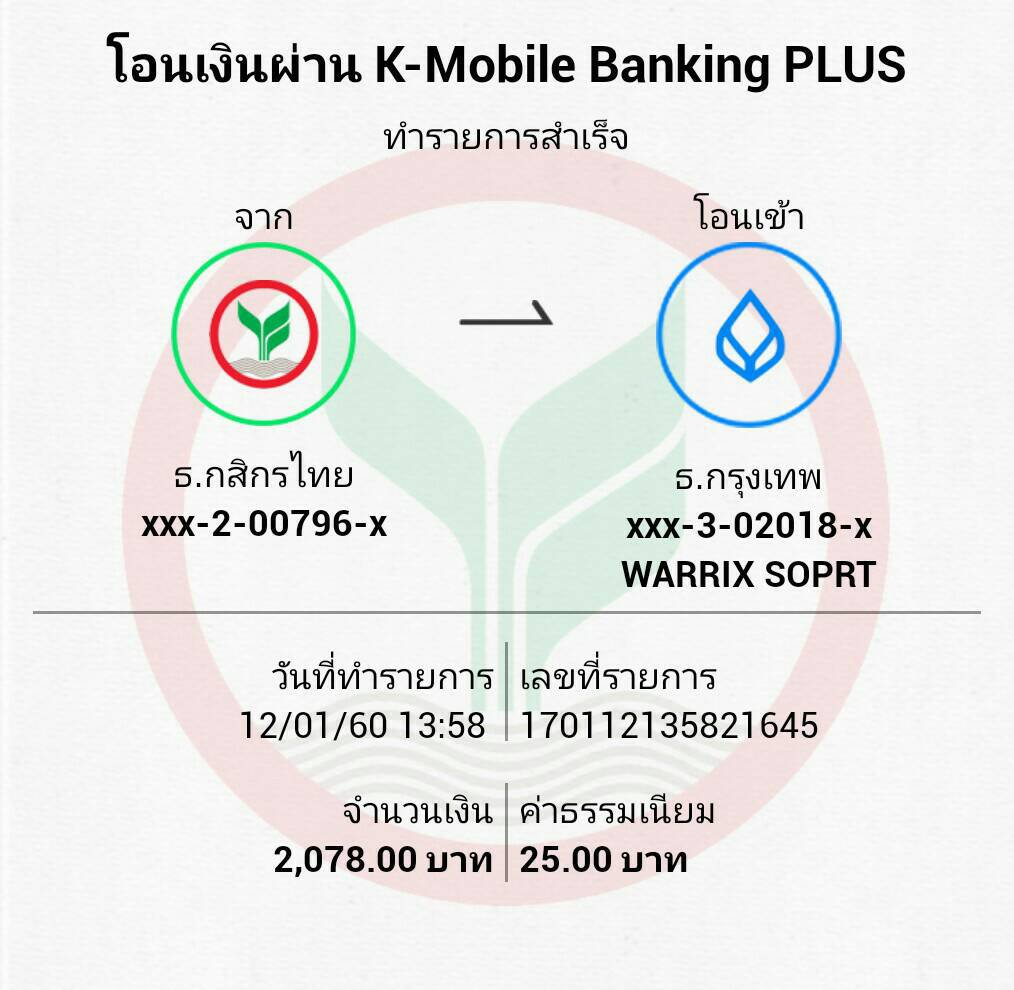 โอนเงินผ่าน K-Mobile Banking PLUS
ทำรายการสำเร็จ
จาก
โอนเข้า
ธ.กสิกรไทย
xxx-2-00796-x
ธ.กรุงเทพ
xxx-3-02018-x
WARRIX SOPRT
วันที่ทำรายการ
12/01/60 13:58
เลขที่รายการ
170112135821645
จำนวนเงิน
2,078.00 บาท
ค่าธรรมเนียม
25.00 บาท